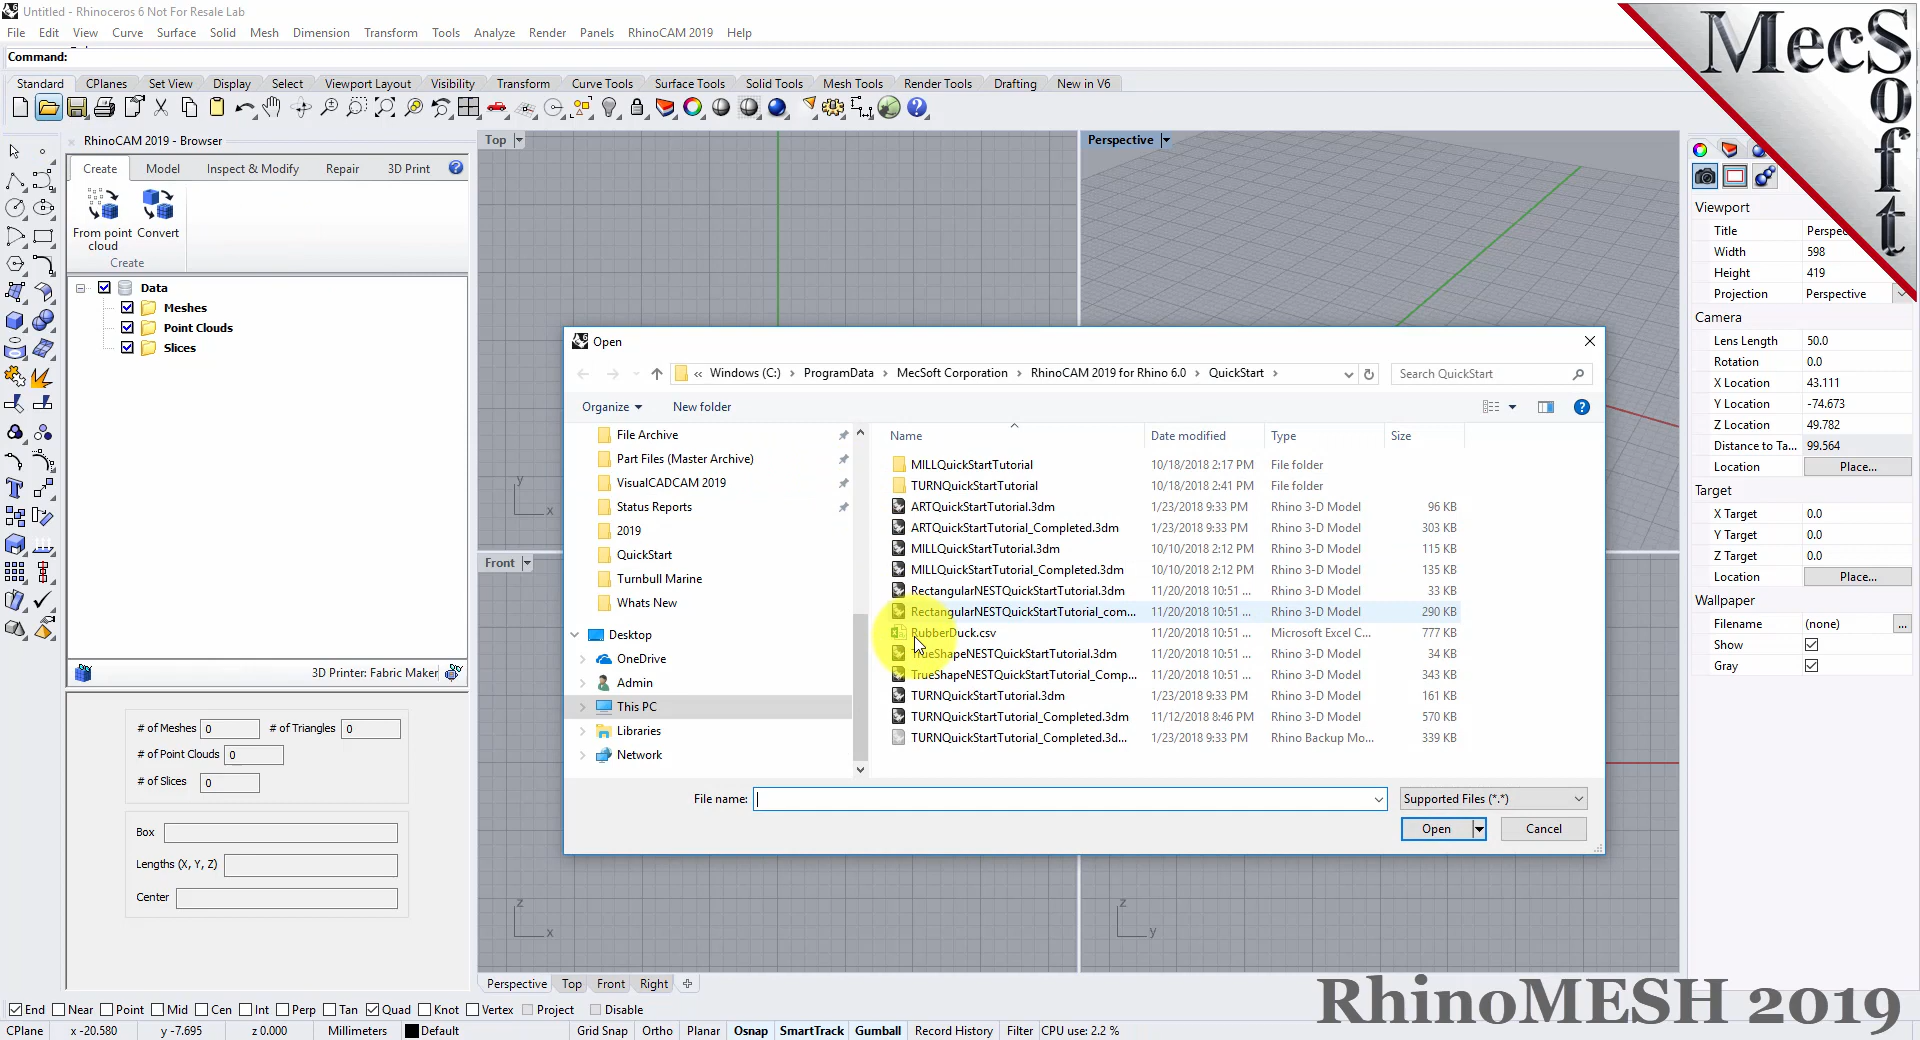 Untitled - Rhinoceros 6 Not For Resale Lab
File Edit View Curve Surface Solid Mesh Dimension Transform Tools Analyze Render Panels RhinoCAM 2019 Help
Command:
Standard CPlanes Set View Display Select Viewport Layout Visibility Transform Curve Tools Surface Tools Solid Tools Mesh Tools Render Tools Drafting New in V6
MecSoft
RhinoCAM 2019 - Browser
Create Model Inspect & Modify Repair 3D Print
From point cloud
Convert
Create
Data
Meshes
Point Clouds
Slices
3D Printer: Fabric Maker
# of Meshes 0 # of Triangles 0
# of Point Clouds 0
# of Slices 0
Box
Lengths (X, Y, Z)
Center
Top
Perspective
Front
y
x
z
x
z
y
Open
« Windows (C:) › ProgramData › MecSoft Corporation › RhinoCAM 2019 for Rhino 6.0 › QuickStart ›
Search QuickStart
Organize New folder
File Archive
Part Files (Master Archive)
VisualCADCAM 2019
Status Reports
2019
QuickStart
Turnbull Marine
Whats New
Desktop
OneDrive
Admin
This PC
Libraries
Network
Name Date modified Type Size
MILLQuickStartTutorial 10/18/2018 2:17 PM File folder
TURNQuickStartTutorial 10/18/2018 2:41 PM File folder
ARTQuickStartTutorial.3dm 1/23/2018 9:33 PM Rhino 3-D Model 96 KB
ARTQuickStartTutorial_Completed.3dm 1/23/2018 9:33 PM Rhino 3-D Model 303 KB
MILLQuickStartTutorial.3dm 10/10/2018 2:12 PM Rhino 3-D Model 115 KB
MILLQuickStartTutorial_Completed.3dm 10/10/2018 2:12 PM Rhino 3-D Model 135 KB
RectangularNESTQuickStartTutorial.3dm 11/20/2018 10:51 ... Rhino 3-D Model 33 KB
RectangularNESTQuickStartTutorial_com... 11/20/2018 10:51 ... Rhino 3-D Model 290 KB
RubberDuck.csv 11/20/2018 10:51 ... Microsoft Excel C... 777 KB
TrueShapeNESTQuickStartTutorial.3dm 11/20/2018 10:51 ... Rhino 3-D Model 34 KB
TrueShapeNESTQuickStartTutorial_Comp... 11/20/2018 10:51 ... Rhino 3-D Model 343 KB
TURNQuickStartTutorial.3dm 1/23/2018 9:33 PM Rhino 3-D Model 161 KB
TURNQuickStartTutorial_Completed.3dm 11/12/2018 8:46 PM Rhino 3-D Model 570 KB
TURNQuickStartTutorial_Completed.3d... 1/23/2018 9:33 PM Rhino Backup Mo... 339 KB
File name: Supported Files (*.*)
Open Cancel
Viewport
Title Perspec
Width 598
Height 419
Projection Perspective
Camera
Lens Length 50.0
Rotation 0.0
X Location 43.111
Y Location -74.673
Z Location 49.782
Distance to Ta... 99.564
Location Place...
Target
X Target 0.0
Y Target 0.0
Z Target 0.0
Location Place...
Wallpaper
Filename (none) ...
Show
Gray
Perspective Top Front Right
RhinoMESH 2019
End Near Point Mid Cen Int Perp Tan Quad Knot Vertex Project Disable
CPlane x -20.580 y -7.695 z 0.000 Millimeters Default Grid Snap Ortho Planar Osnap SmartTrack Gumball Record History Filter CPU use: 2.2 %